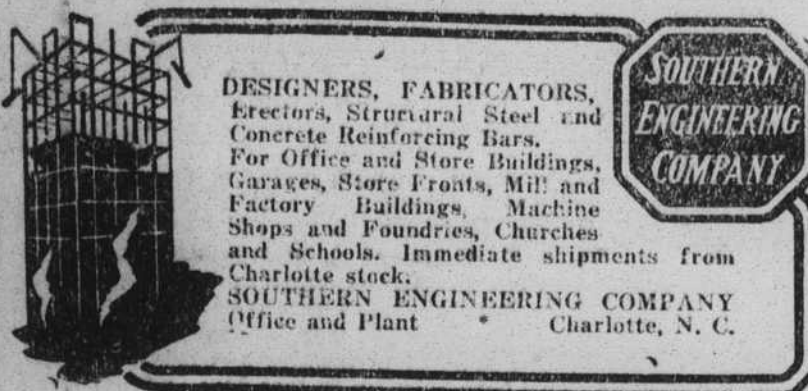 DESIGNERS, FABRICATORS,
Erectors, Structural Steel and
Concrete Reinforcing Bars.
For Office and Store Buildings,
Garages, Store Fronts, Mill and
Factory Buildings, Machine
Shops and Foundries, Churches
and Schools. Immediate shipments from
Charlotte stock.
SOUTHERN ENGINEERING COMPANY
Office and Plant * Charlotte, N. C.
SOUTHERN
ENGINEERING
COMPANY